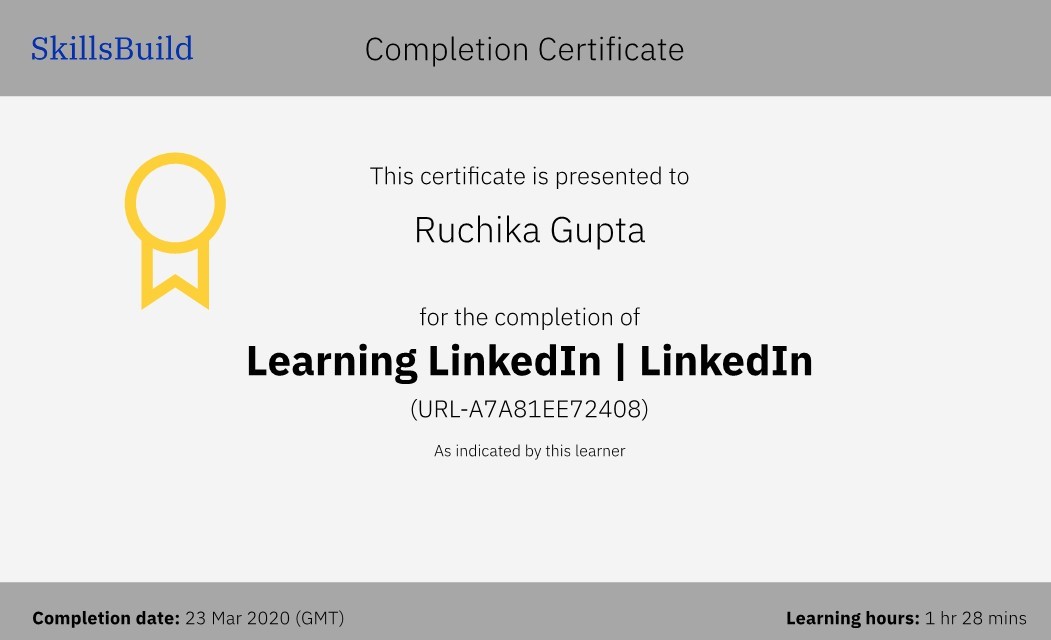 SkillsBuild
Completion Certificate
This certificate is presented to
Ruchika Gupta
for the completion of
Learning LinkedIn | LinkedIn
(URL-A7A81EE72408)
As indicated by this learner
Completion date: 23 Mar 2020 (GMT)
Learning hours: 1 hr 28 mins